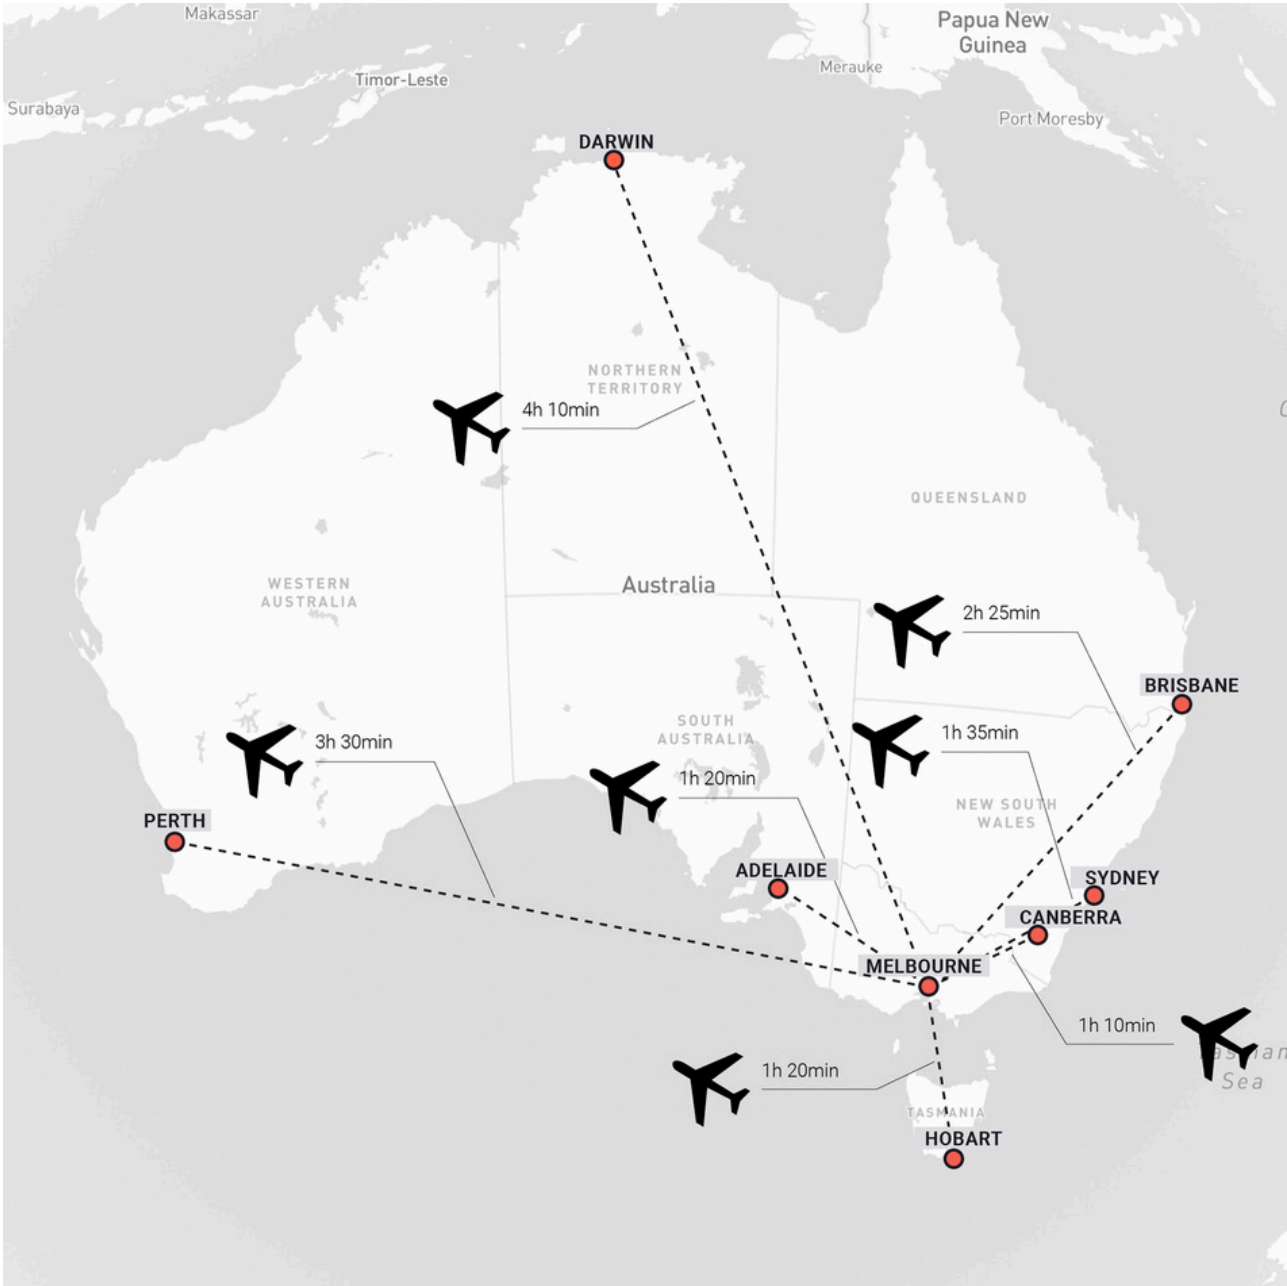 Makassar
Papua New
Guinea
Timor-Leste
Merauke
Surabaya
Port Moresby
DARWIN
NORTHERN
TERRITORY
4h 10min
QUEENSLAND
WESTERN
AUSTRALIA
Australia
2h 25min
BRISBANE
SOUTH
AUSTRALIA
1h 35min
3h 30min
1h 20min
NEW SOUTH
WALES
PERTH
ADELAIDE
SYDNEY
CANBERRA
MELBOURNE
1h 10min
Sea
1h 20min
TASMANIA
HOBART